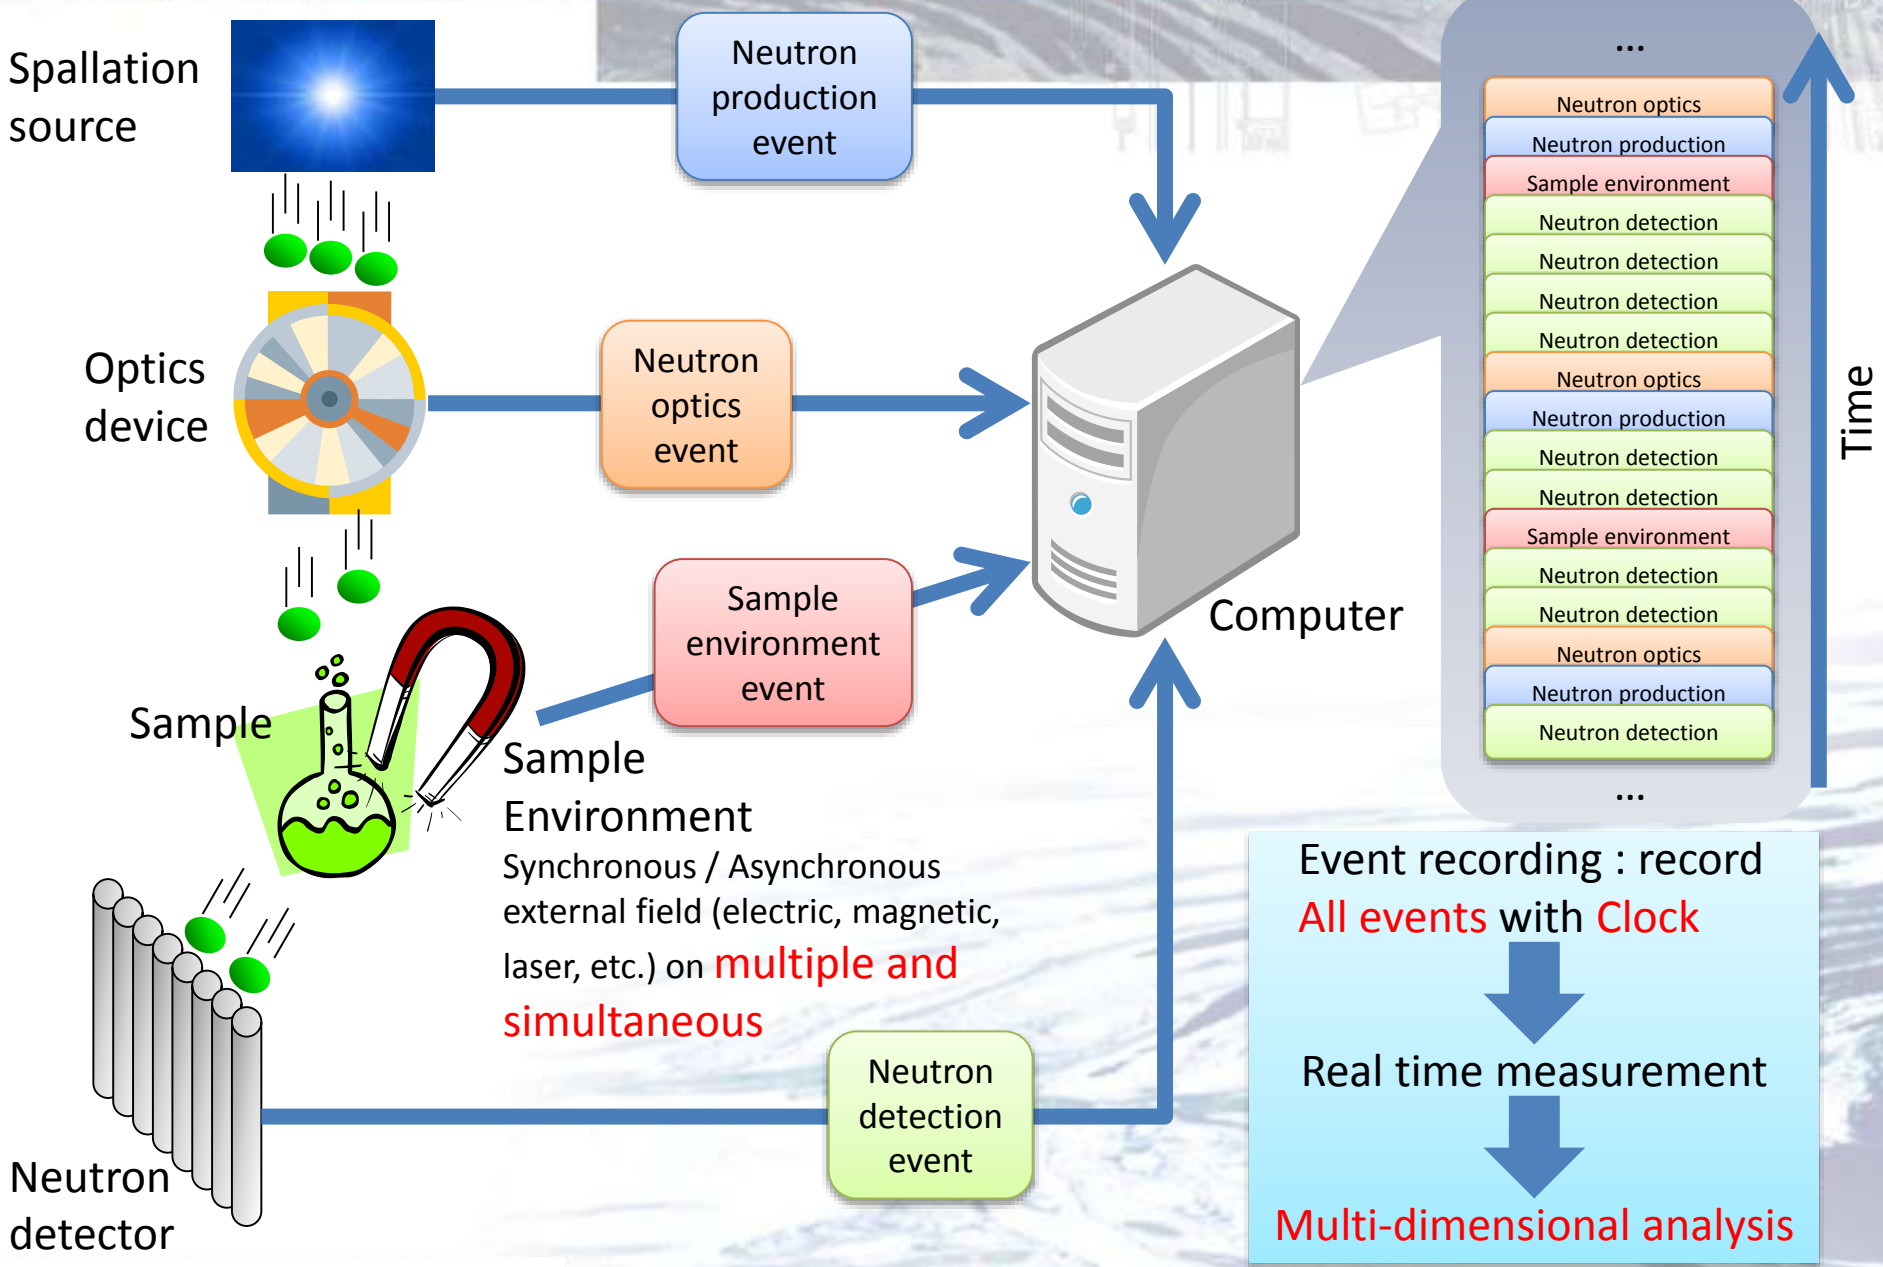 Spallation
source
Neutron
production
event
Optics
device
Neutron
optics
event
Sample
Sample
environment
event
Sample
Environment
Synchronous / Asynchronous
external field (electric, magnetic,
laser, etc.) on multiple and
simultaneous
Neutron
detector
Neutron
detection
event
Computer
...
Neutron optics
Neutron production
Sample environment
Neutron detection
Neutron detection
Neutron detection
Neutron detection
Neutron optics
Neutron production
Neutron detection
Neutron detection
Sample environment
Neutron detection
Neutron detection
Neutron optics
Neutron production
Neutron detection
...
Time
Event recording : record
All events with Clock
Real time measurement
Multi-dimensional analysis